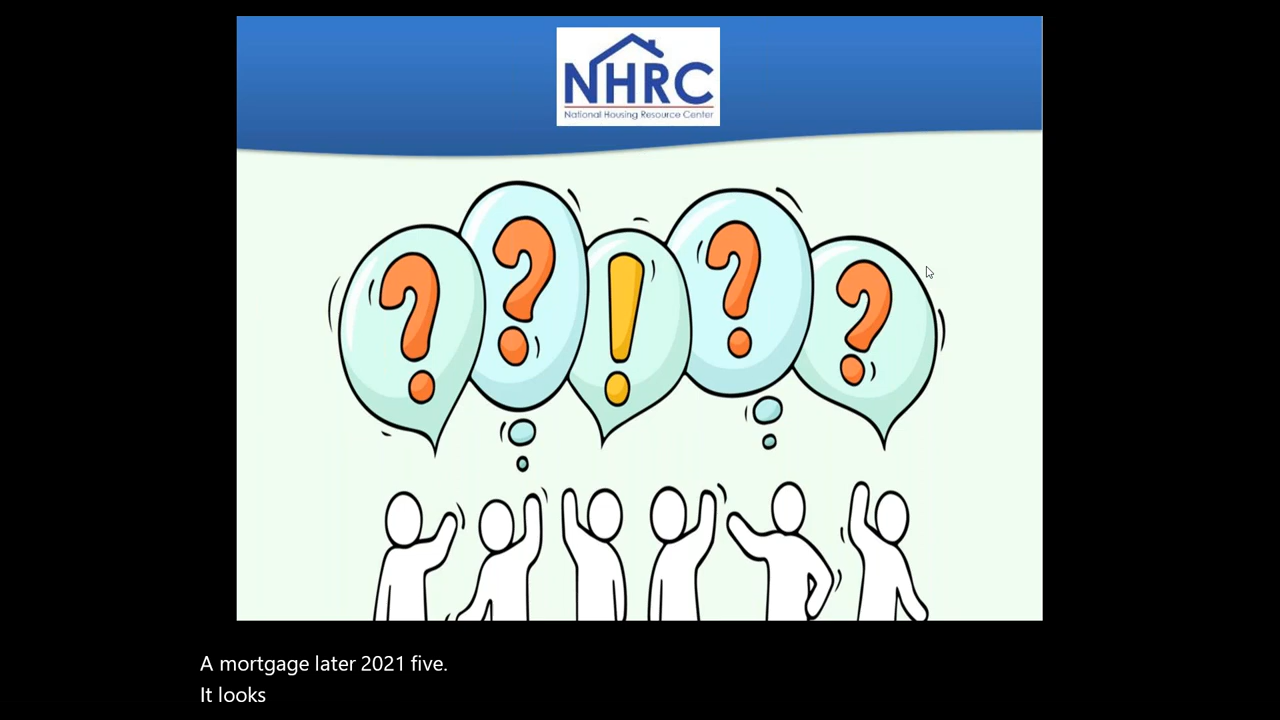 NHRC
National Housing Resource Center
? ? ! ? ?
A mortgage later 2021 five.
It looks